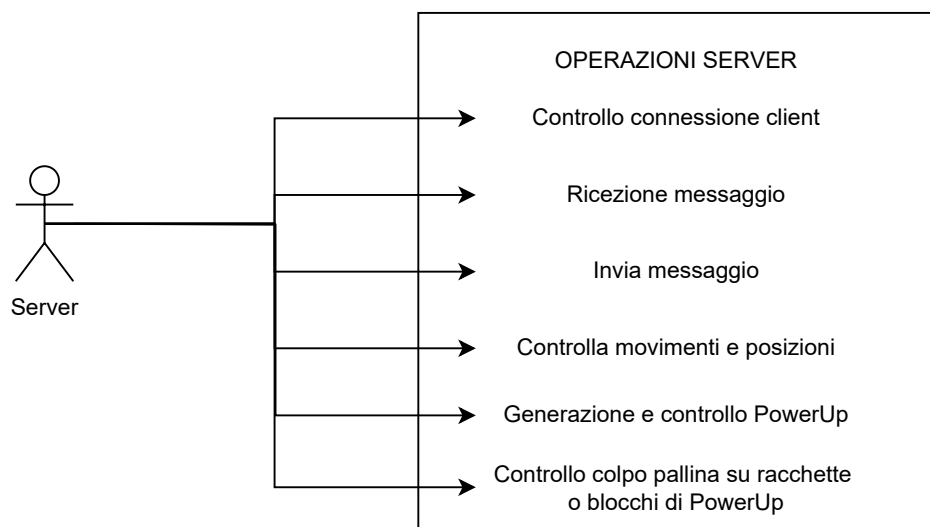 OPERAZIONI SERVER
Controllo connessione client
Ricezione messaggio
Invia messaggio
Server
Controlla movimenti e posizioni
Generazione e controllo PowerUp
Controllo colpo pallina su racchette
o blocchi di PowerUp